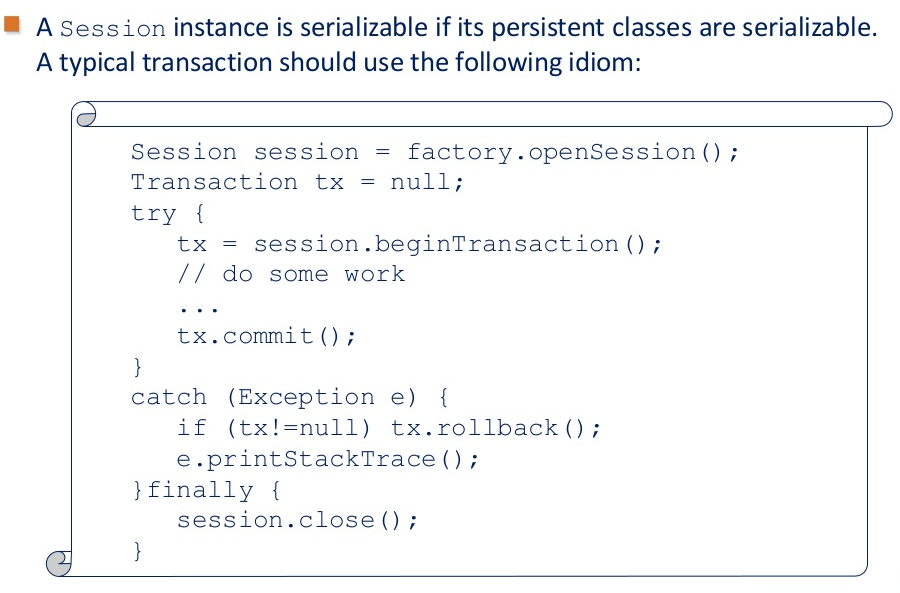 A Session instance is serializable if its persistent classes are serializable.
A typical transaction should use the following idiom:
Session session = factory.openSession();
Transaction tx = null;
try {
   tx = session.beginTransaction();
   // do some work
   ...
   tx.commit();
}
catch (Exception e) {
   if (tx!=null) tx.rollback();
   e.printStackTrace();
}finally {
   session.close();
}